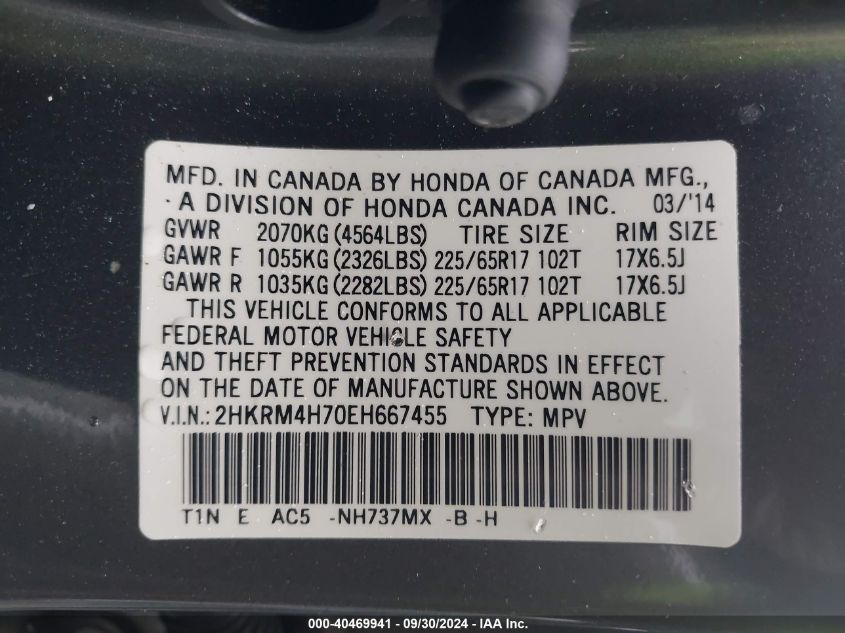 MFD. IN CANADA BY HONDA OF CANADA MFG.,
· A DIVISION OF HONDA CANADA INC. 03/'14
GVWR 2070KG (4564LBS) TIRE SIZE RIM SIZE
GAWR F 1055KG (2326LBS) 225/65R17 102T 17X6.5J
GAWR R 1035KG (2282LBS) 225/65R17 102T 17X6.5J
THIS VEHICLE CONFORMS TO ALL APPLICABLE
FEDERAL MOTOR VEHICLE SAFETY
AND THEFT PREVENTION STANDARDS IN EFFECT
ON THE DATE OF MANUFACTURE SHOWN ABOVE.
V.I.N.: 2HKRM4H70EH667455 TYPE: MPV
T1N E AC5 -NH737MX -B -H
000-40469941 - 09/30/2024 - IAA Inc.